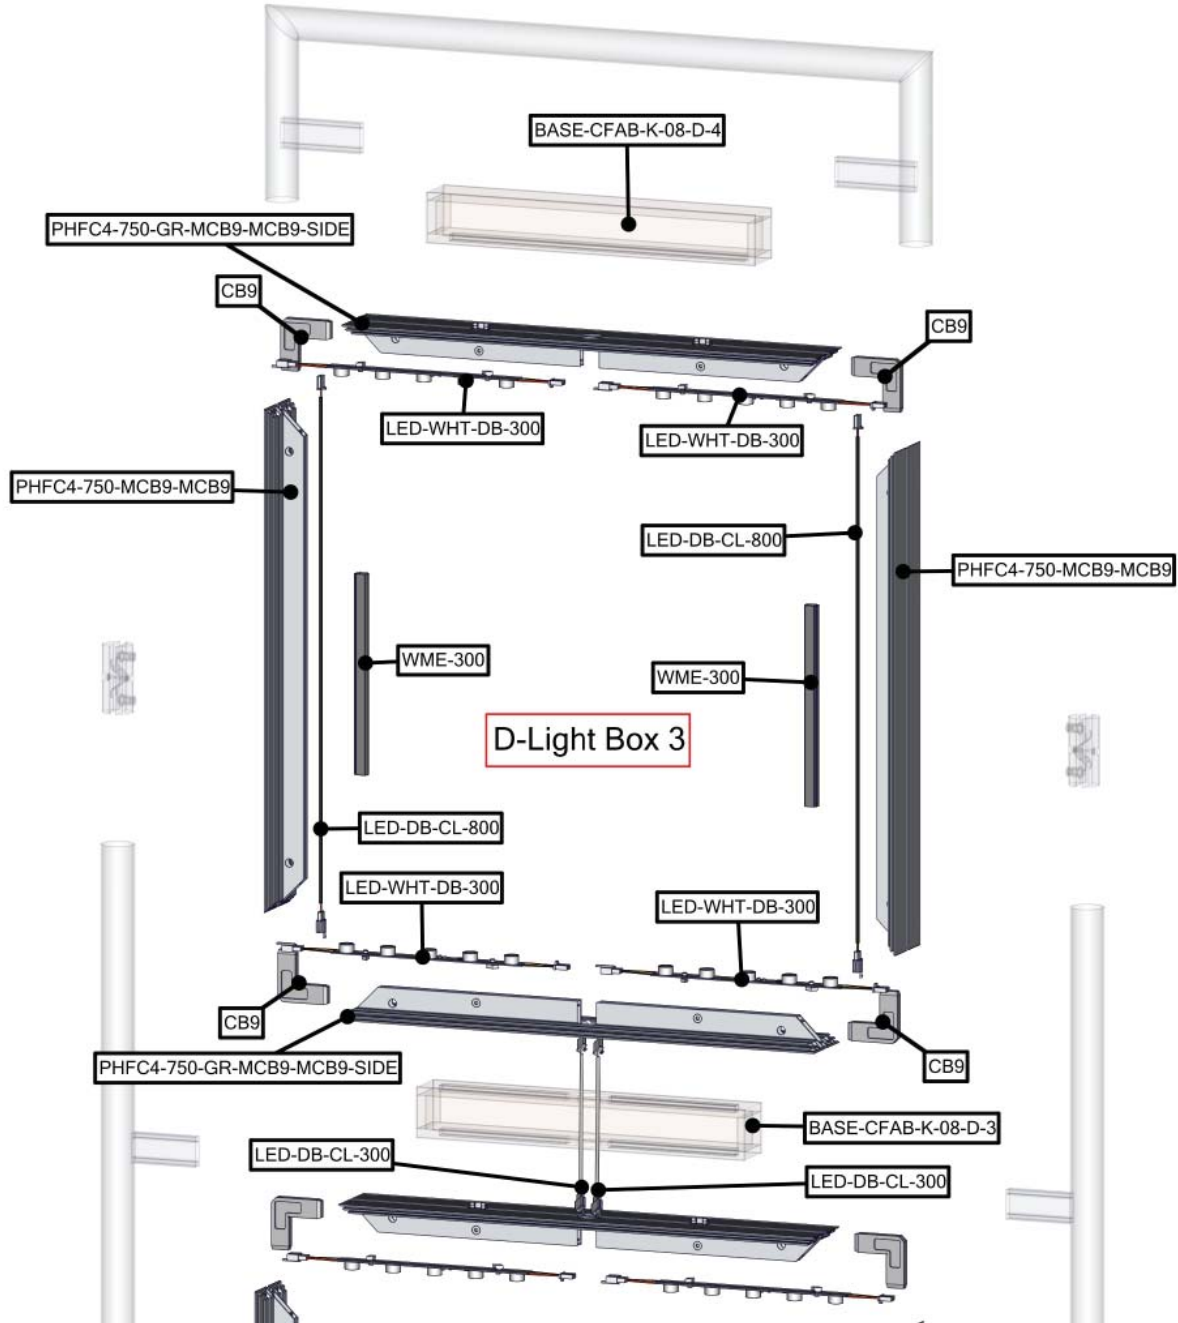 BASE-CFAB-K-08-D-4
PHFC4-750-GR-MCB9-MCB9-SIDE
CB9
CB9
LED-WHT-DB-300
LED-WHT-DB-300
PHFC4-750-MCB9-MCB9
LED-DB-CL-800
PHFC4-750-MCB9-MCB9
WME-300
WME-300
D-Light Box 3
LED-DB-CL-800
LED-WHT-DB-300
LED-WHT-DB-300
CB9
PHFC4-750-GR-MCB9-MCB9-SIDE
CB9
BASE-CFAB-K-08-D-3
LED-DB-CL-300
LED-DB-CL-300